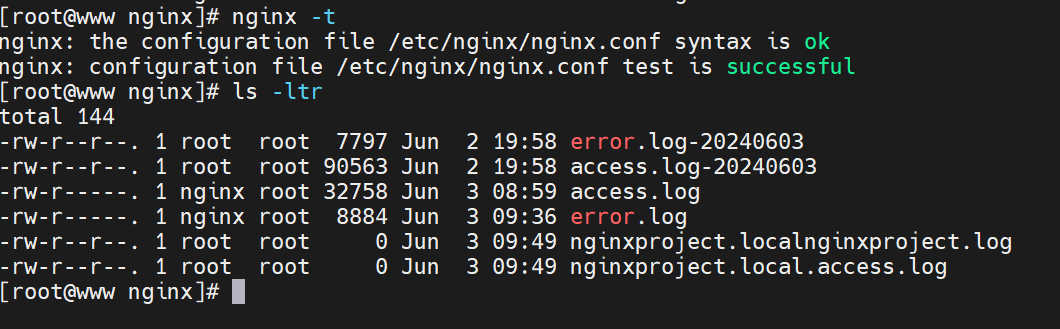 [root@www nginx]# nginx -t
nginx: the configuration file /etc/nginx/nginx.conf syntax is ok
nginx: configuration file /etc/nginx/nginx.conf test is successful
[root@www nginx]# ls -ltr
total 144
-rw-r--r--. 1 root  root  7797 Jun  2 19:58 error.log-20240603
-rw-r--r--. 1 root  root 90563 Jun  2 19:58 access.log-20240603
-rw-r-----. 1 nginx root 32758 Jun  3 08:59 access.log
-rw-r-----. 1 nginx root  8884 Jun  3 09:36 error.log
-rw-r--r--. 1 root  root     0 Jun  3 09:49 nginxproject.localnginxproject.log
-rw-r--r--. 1 root  root     0 Jun  3 09:49 nginxproject.local.access.log
[root@www nginx]#